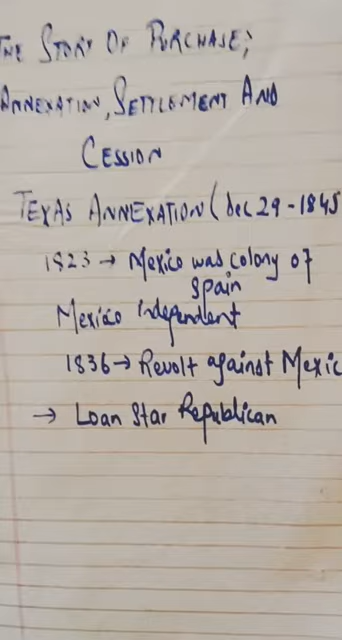 THE STORY OF PURCHASE;
ANNEXATION, SETTLEMENT AND
CESSION
TEXAS ANNEXATION (Dec 29 - 1845
1823 → Mexico was colony of
spain
Mexico independent
1836 → Revolt against Mexic
→ Loan Star Republican